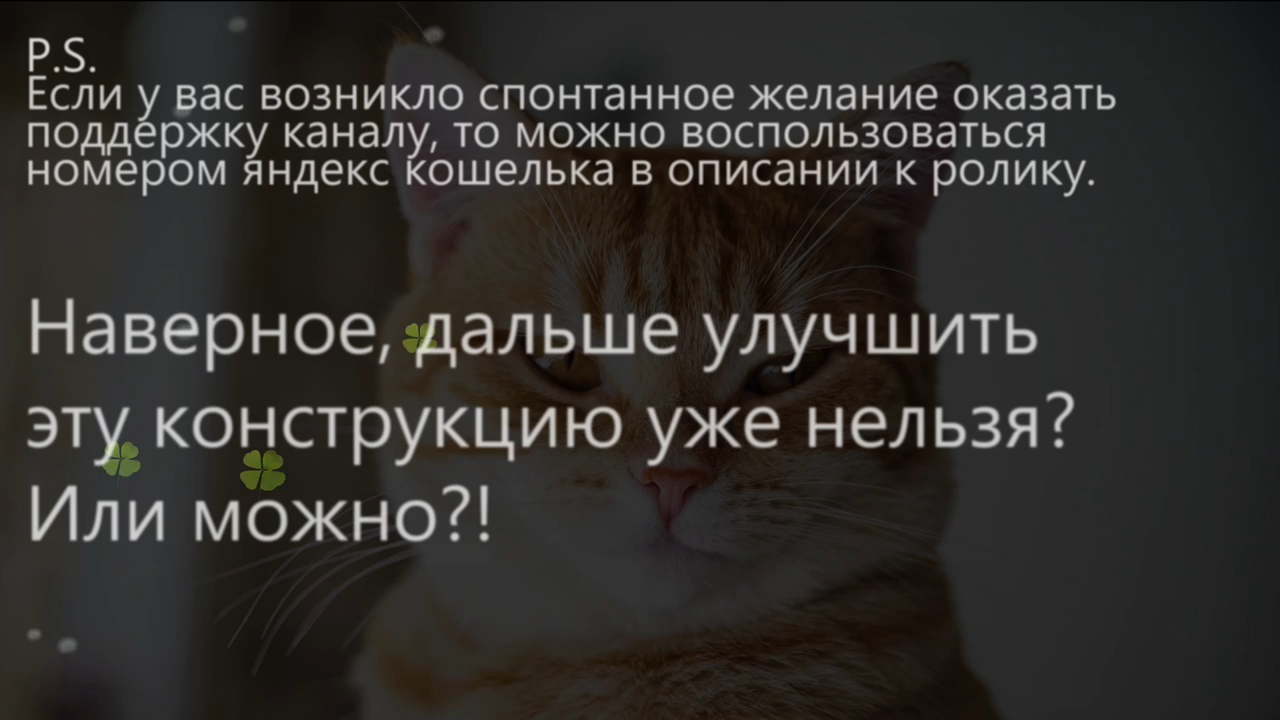 P.S.
Если у вас возникло спонтанное желание оказать
поддержку каналу, то можно воспользоваться
номером яндекс кошелька в описании к ролику.
Наверное, дальше улучшить
эту конструкцию уже нельзя?
Или можно?!